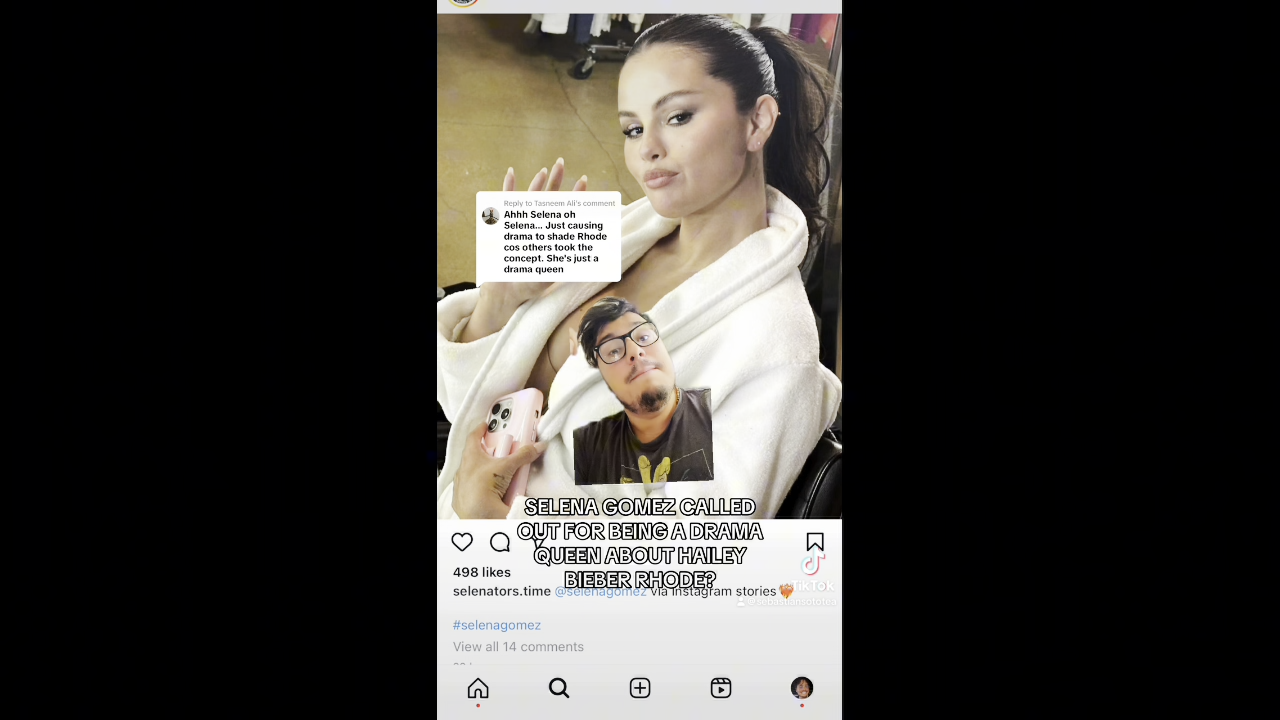 Reply to Tasneem Ali's comment
Ahhh Selena oh
Selena... Just causing
drama to shade Rhode
cos others took the
concept. She's just a
drama queen
SELENA GOMEZ CALLED
OUT FOR BEING A DRAMA
QUEEN ABOUT HAILEY
BIEBER RHODE?
498 likes
selenators.time @selenagomez via Instagram stories
TikTok
#selenagomez
View all 14 comments